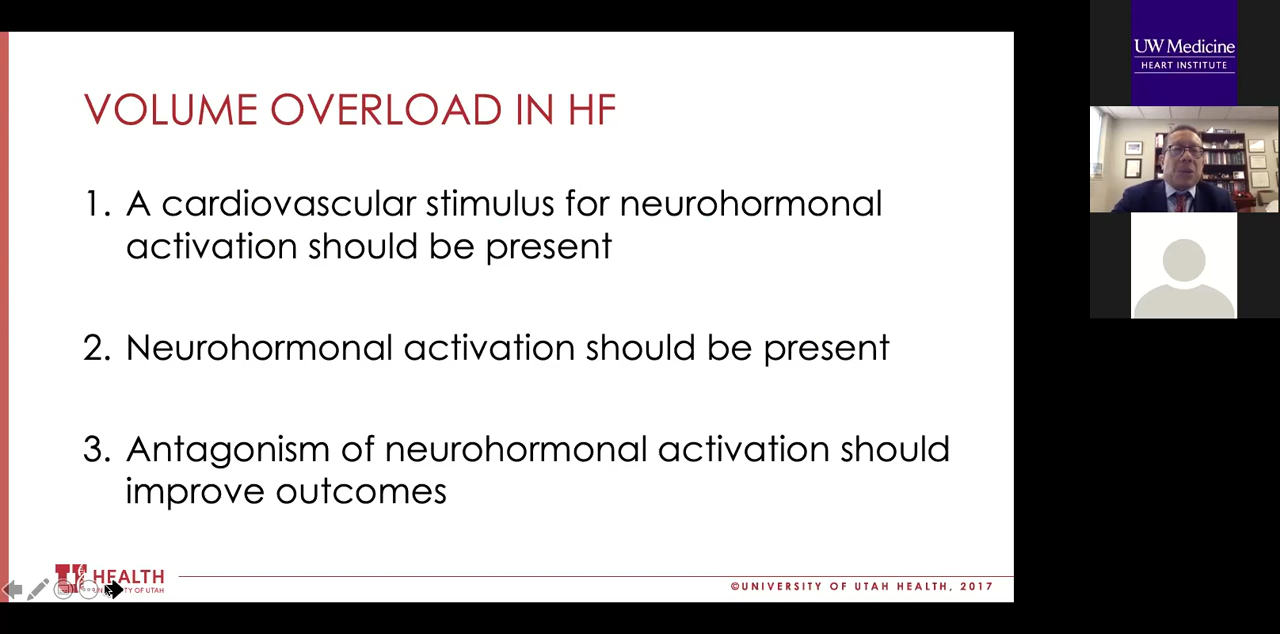 VOLUME OVERLOAD IN HF
1. A cardiovascular stimulus for neurohormonal
activation should be present
2. Neurohormonal activation should be present
3. Antagonism of neurohormonal activation should
improve outcomes
HEALTH
OF UTAH
©UNIVERSITY OF UTAH HEALTH, 2017
UW Medicine
HEART INSTITUTE